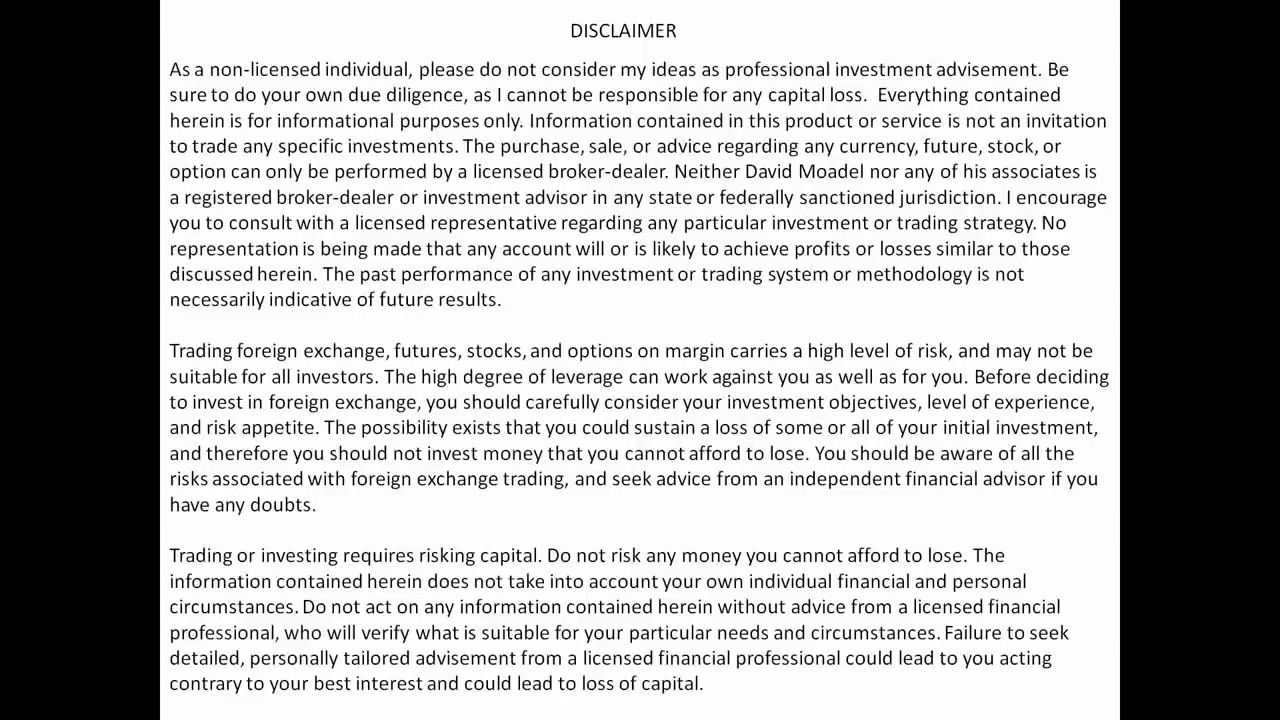 DISCLAIMER
As a non-licensed individual, please do not consider my ideas as professional investment advisement. Be
sure to do your own due diligence, as I cannot be responsible for any capital loss.  Everything contained
herein is for informational purposes only. Information contained in this product or service is not an invitation
to trade any specific investments. The purchase, sale, or advice regarding any currency, future, stock, or
option can only be performed by a licensed broker-dealer. Neither David Moadel nor any of his associates is
a registered broker-dealer or investment advisor in any state or federally sanctioned jurisdiction. I encourage
you to consult with a licensed representative regarding any particular investment or trading strategy. No
representation is being made that any account will or is likely to achieve profits or losses similar to those
discussed herein. The past performance of any investment or trading system or methodology is not
necessarily indicative of future results.
Trading foreign exchange, futures, stocks, and options on margin carries a high level of risk, and may not be
suitable for all investors. The high degree of leverage can work against you as well as for you. Before deciding
to invest in foreign exchange, you should carefully consider your investment objectives, level of experience,
and risk appetite. The possibility exists that you could sustain a loss of some or all of your initial investment,
and therefore you should not invest money that you cannot afford to lose. You should be aware of all the
risks associated with foreign exchange trading, and seek advice from an independent financial advisor if you
have any doubts.
Trading or investing requires risking capital. Do not risk any money you cannot afford to lose. The
information contained herein does not take into account your own individual financial and personal
circumstances. Do not act on any information contained herein without advice from a licensed financial
professional, who will verify what is suitable for your particular needs and circumstances. Failure to seek
detailed, personally tailored advisement from a licensed financial professional could lead to you acting
contrary to your best interest and could lead to loss of capital.